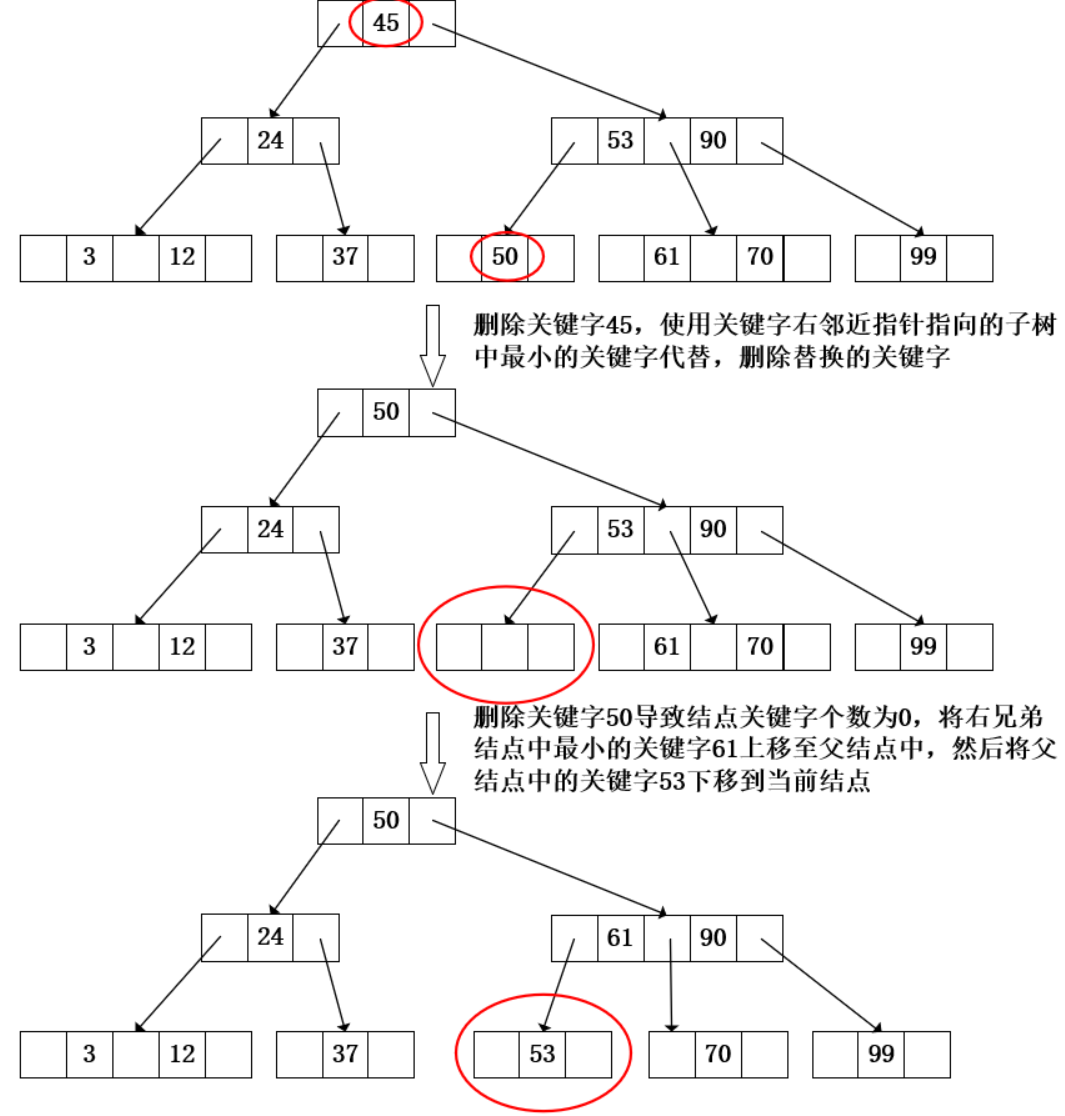 45
24 53 90
3 12 37 50 61 70 99
删除关键字45，使用关键字右邻近指针指向的子树
中最小的关键字代替，删除替换的关键字
50
24 53 90
3 12 37 61 70 99
删除关键字50导致结点关键字个数为0，将右兄弟
结点中最小的关键字61上移至父结点中，然后将父
结点中的关键字53下移到当前结点
50
24 61 90
3 12 37 53 70 99